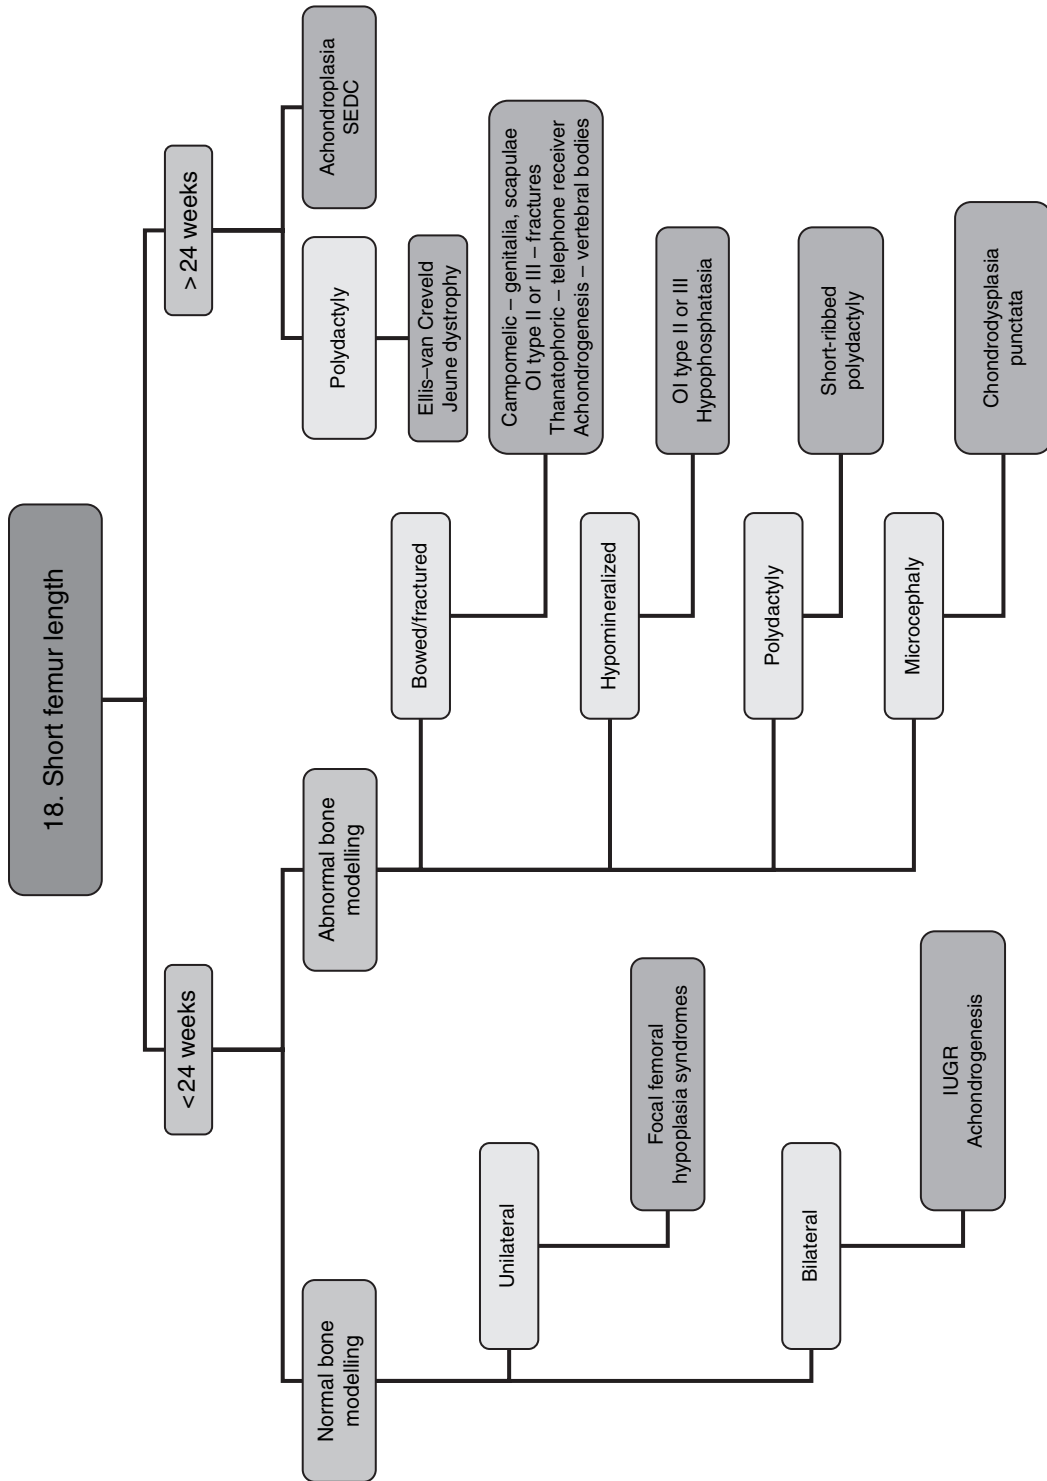 18. Short femur length
<24 weeks
>24 weeks
Normal bone
modelling
Abnormal bone
modelling
Polydactyly
Achondroplasia
SEDC
Ellis–van Creveld
Jeune dystrophy
Unilateral
Focal femoral
hypoplasia syndromes
Bilateral
IUGR
Achondrogenesis
Bowed/fractured
Campomelic – genitalia, scapulae
OI type II or III – fractures
Thanatophoric – telephone receiver
Achondrogenesis – vertebral bodies
Hypomineralized
OI type II or III
Hypophosphatasia
Polydactyly
Short-ribbed
polydactyly
Microcephaly
Chondrodysplasia
punctata